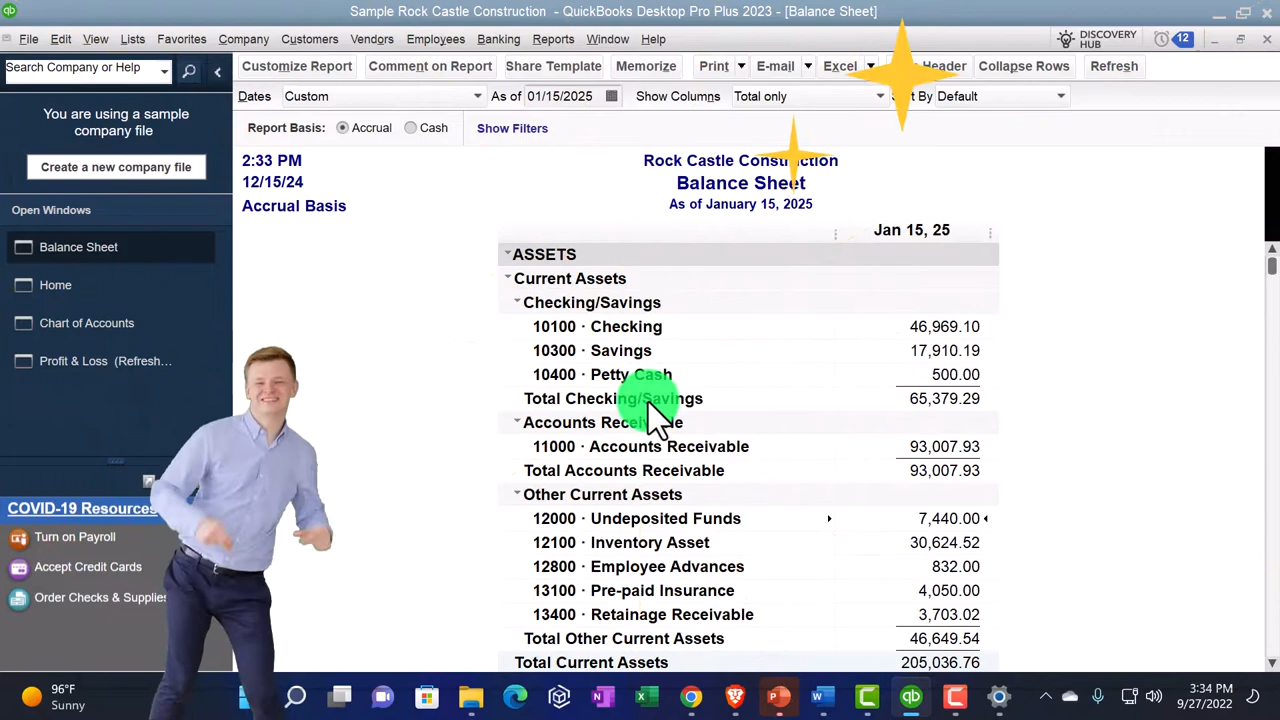 Sample Rock Castle Construction - QuickBooks Desktop Pro Plus 2023 - [Balance Sheet]
File Edit View Lists Favorites Company Customers Vendors Employees Banking Reports Window Help
DISCOVERY HUB 12
Search Company or Help
Customize Report Comment on Report Share Template Memorize Print E-mail Excel Header Collapse Rows Refresh
Dates Custom As of 01/15/2025 Show Columns Total only By Default
Report Basis: Accrual Cash Show Filters
You are using a sample
company file
Create a new company file
Open Windows
Balance Sheet
Home
Chart of Accounts
Profit & Loss (Refresh...
COVID-19 Resources
Turn on Payroll
Accept Credit Cards
Order Checks & Supplies
2:33 PM
12/15/24
Accrual Basis
Rock Castle Construction
Balance Sheet
As of January 15, 2025
Jan 15, 25
ASSETS
Current Assets
Checking/Savings
10100 · Checking 46,969.10
10300 · Savings 17,910.19
10400 · Petty Cash 500.00
Total Checking/Savings 65,379.29
Accounts Receivable
11000 · Accounts Receivable 93,007.93
Total Accounts Receivable 93,007.93
Other Current Assets
12000 · Undeposited Funds 7,440.00
12100 · Inventory Asset 30,624.52
12800 · Employee Advances 832.00
13100 · Pre-paid Insurance 4,050.00
13400 · Retainage Receivable 3,703.02
Total Other Current Assets 46,649.54
Total Current Assets 205,036.76
96°F
Sunny
3:34 PM
9/27/2022